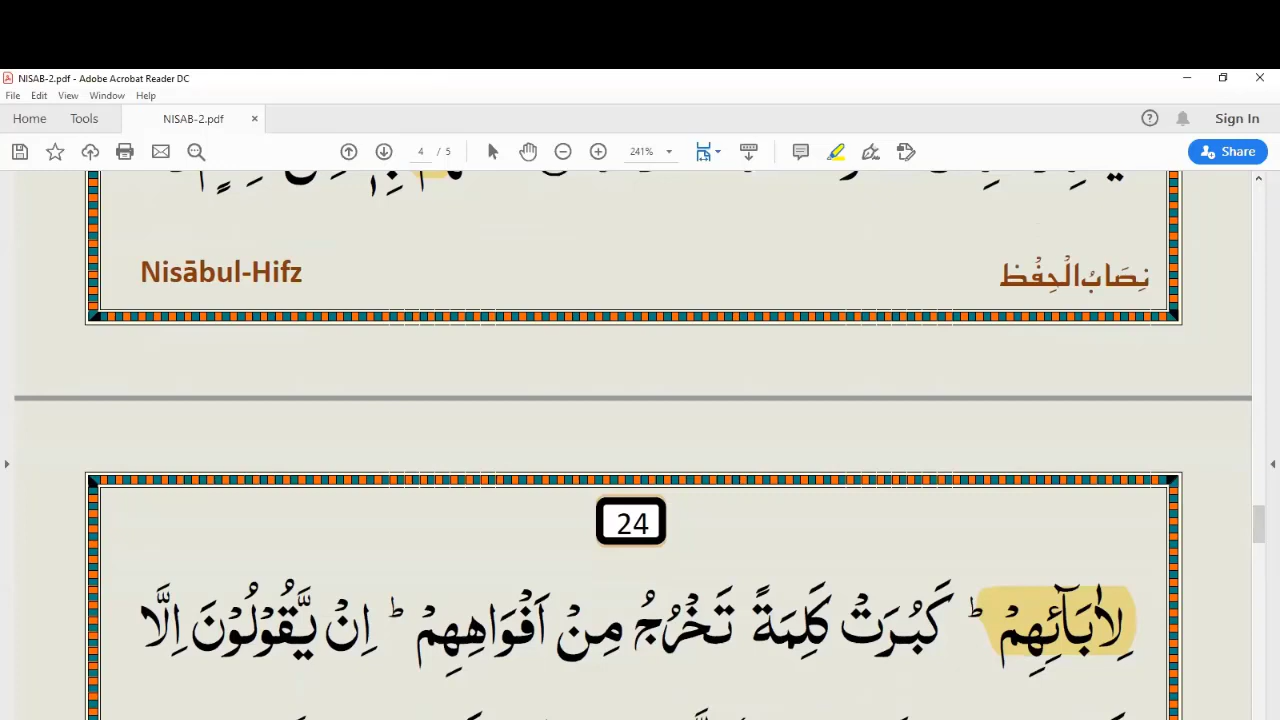 NISAB-2.pdf - Adobe Acrobat Reader DC
File Edit View Window Help
Home Tools NISAB-2.pdf × Sign In
4 / 5 241% Share
Nisābul-Hifz نِصَابُ الْحِفْظ
24
لِاٰبَآئِهِمْ ؕ كَبُرَتْ كَلِمَةً تَخْرُجُ مِنْ اَفْوَاهِهِمْ ؕ اِنْ يَّقُوْلُوْنَ اِلَّا